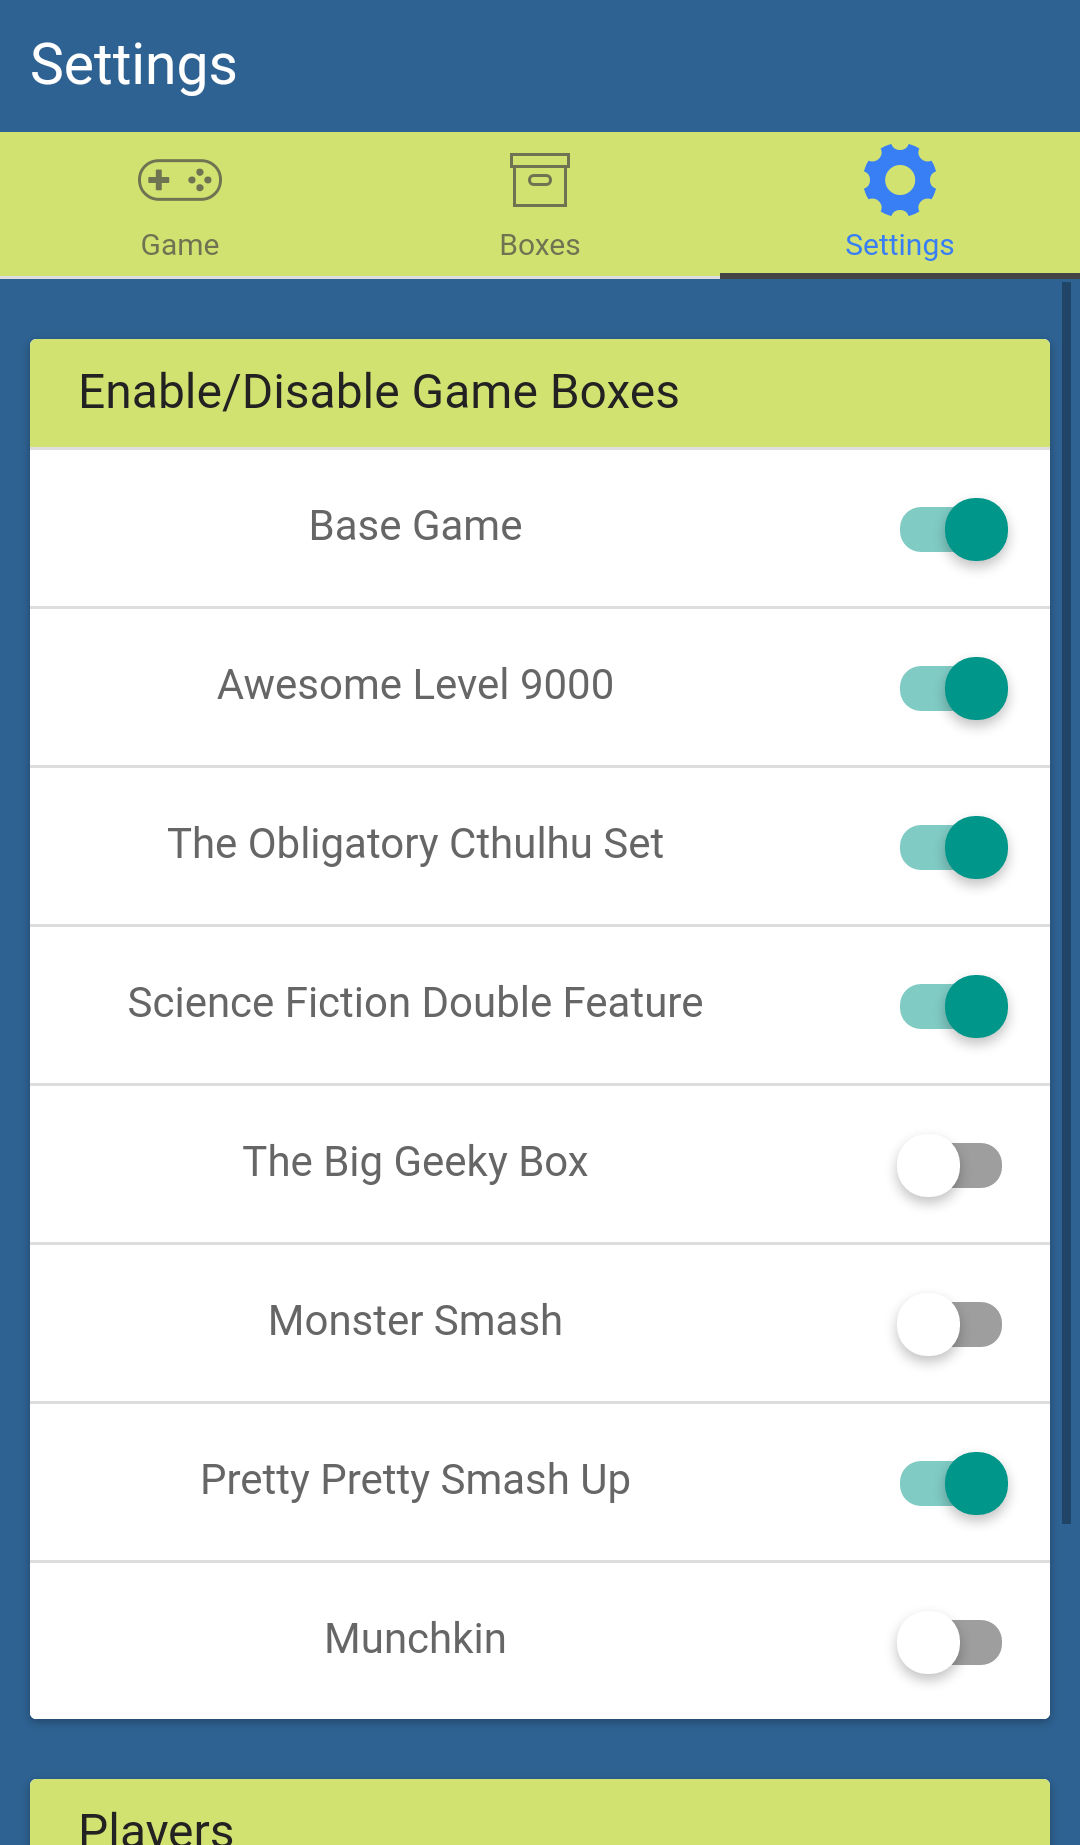 Settings
Game
Boxes
Settings
Enable/Disable Game Boxes
Base Game
Awesome Level 9000
The Obligatory Cthulhu Set
Science Fiction Double Feature
The Big Geeky Box
Monster Smash
Pretty Pretty Smash Up
Munchkin
Players